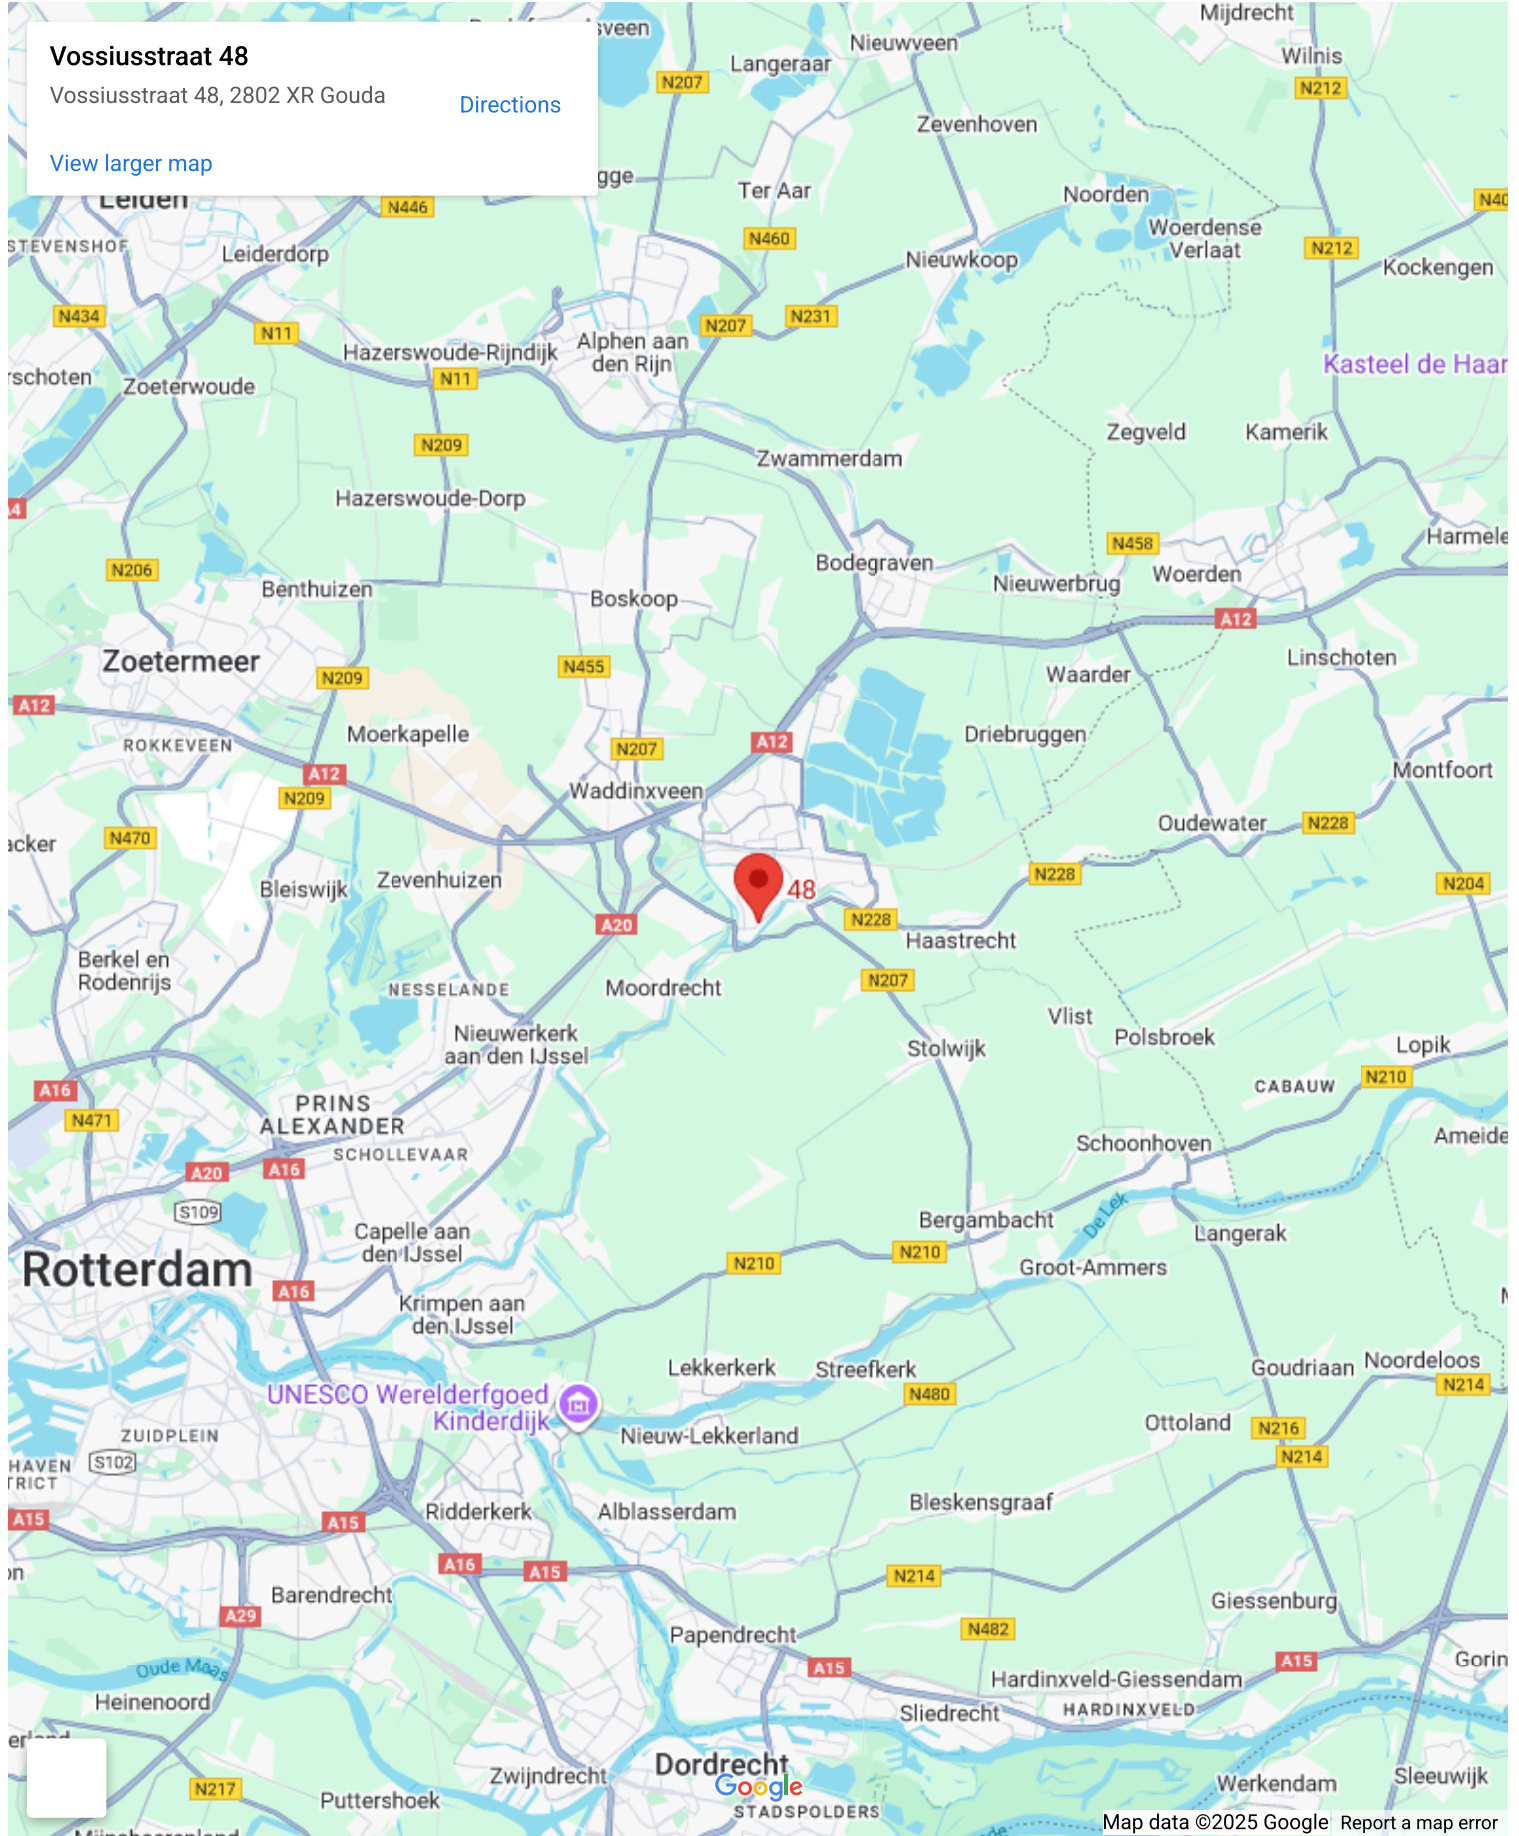 Vossiusstraat 48
Vossiusstraat 48, 2802 XR Gouda
Directions
View larger map
Mijdrecht
Nieuwveen
Wilnis
Langeraar
N207
N212
Zevenhoven
Ter Aar
Noorden
Leiden
N446
STEVENSHOF
Leiderdorp
N460
Woerdense
Verlaat
N212
Nieuwkoop
Kockengen
N434
N11
N207
N231
Hazerswoude-Rijndijk
Alphen aan
den Rijn
Kasteel de Haar
N11
Zoeterwoude
N209
Zegveld
Kamerik
Zwammerdam
Hazerswoude-Dorp
N206
Benthuizen
Bodegraven
N458
Nieuwerbrug
Woerden
Boskoop
A12
Zoetermeer
N209
N455
Waarder
Linschoten
A12
ROKKEVEEN
Moerkapelle
N207
A12
Driebruggen
A12
N209
Waddinxveen
Montfoort
N470
Oudewater
N228
Bleiswijk
Zevenhuizen
48
N228
N204
A20
N228
Haastrecht
Berkel en
Rodenrijs
NESSELANDE
Moordrecht
N207
Vlist
Polsbroek
Nieuwerkerk
aan den IJssel
Stolwijk
Lopik
A16
N471
PRINS
ALEXANDER
CABAUW
N210
SCHOLLEVAAR
Schoonhoven
A20
A16
S109
Capelle aan
den IJssel
Bergambacht
De Lek
Langerak
Rotterdam
N210
N210
Groot-Ammers
A16
Krimpen aan
den IJssel
Lekkerkerk
Streefkerk
Goudriaan
Noordeloos
UNESCO Werelderfgoed
Kinderdijk
N480
N214
ZUIDPLEIN
Nieuw-Lekkerland
Ottoland
N216
S102
N214
Ridderkerk
Alblasserdam
Bleskensgraaf
A15
A15
A16
A15
N214
Barendrecht
A29
Giessenburg
N482
Papendrecht
Oude Maas
A15
A15
Hardinxveld-Giessendam
Heinenoord
Sliedrecht
HARDINXVELD
Dordrecht
Zwijndrecht
Google
N217
Puttershoek
STADSPOLDERS
Werkendam
Sleeuwijk
Map data ©2025 Google
Report a map error